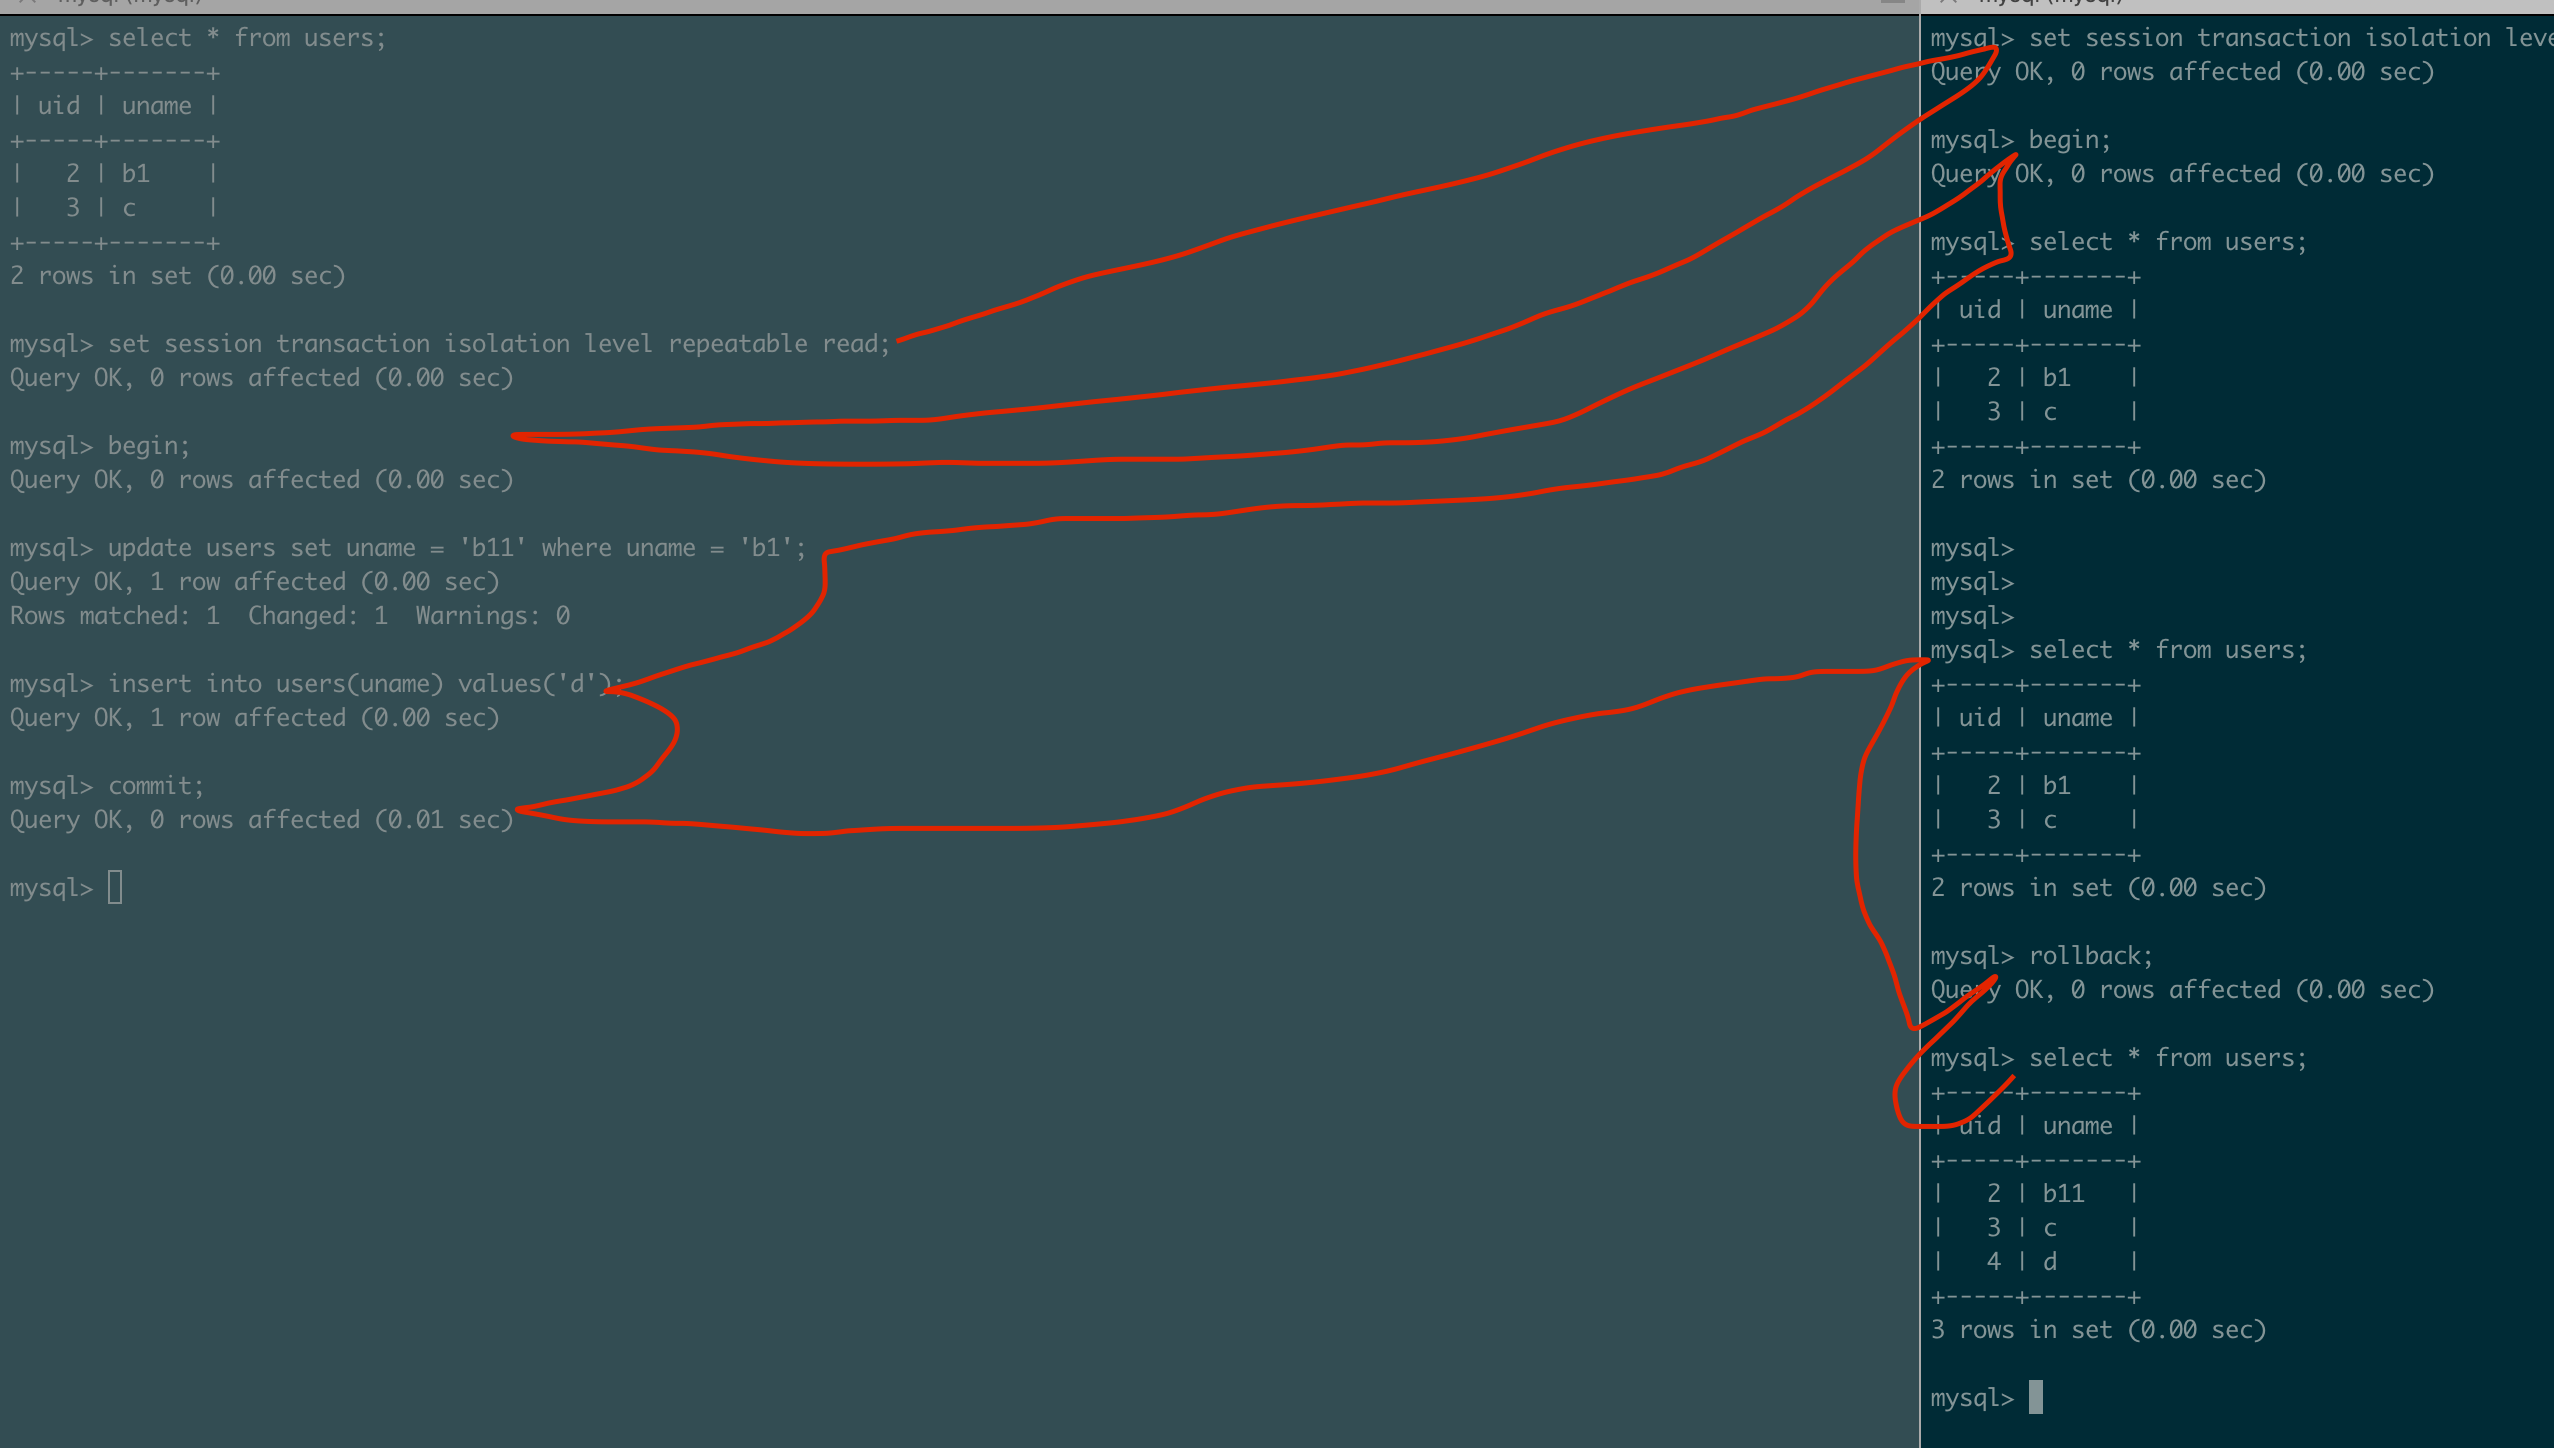 mysql> select * from users;
+-----+-------+
| uid | uname |
+-----+-------+
|   2 | b1    |
|   3 | c     |
+-----+-------+
2 rows in set (0.00 sec)
mysql> set session transaction isolation level repeatable read;
Query OK, 0 rows affected (0.00 sec)
mysql> begin;
Query OK, 0 rows affected (0.00 sec)
mysql> update users set uname = 'b11' where uname = 'b1';
Query OK, 1 row affected (0.00 sec)
Rows matched: 1  Changed: 1  Warnings: 0
mysql> insert into users(uname) values('d');
Query OK, 1 row affected (0.00 sec)
mysql> commit;
Query OK, 0 rows affected (0.01 sec)
mysql>
mysql> set session transaction isolation leve
Query OK, 0 rows affected (0.00 sec)
mysql> begin;
Query OK, 0 rows affected (0.00 sec)
mysql> select * from users;
+-----+-------+
| uid | uname |
+-----+-------+
|   2 | b1    |
|   3 | c     |
+-----+-------+
2 rows in set (0.00 sec)
mysql>
mysql>
mysql>
mysql> select * from users;
+-----+-------+
| uid | uname |
+-----+-------+
|   2 | b1    |
|   3 | c     |
+-----+-------+
2 rows in set (0.00 sec)
mysql> rollback;
Query OK, 0 rows affected (0.00 sec)
mysql> select * from users;
+-----+-------+
| uid | uname |
+-----+-------+
|   2 | b11   |
|   3 | c     |
|   4 | d     |
+-----+-------+
3 rows in set (0.00 sec)
mysql>